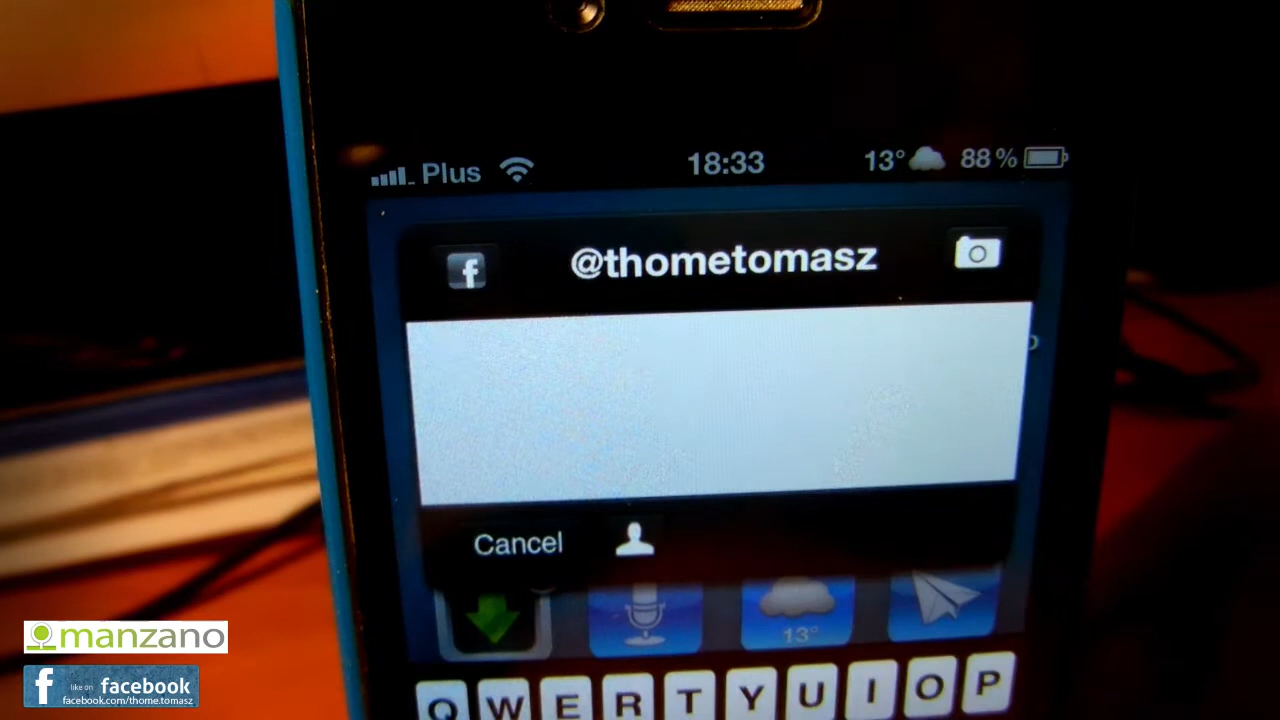 Plus 18:33 13° 88 %
@thometomasz
Cancel
13°
Q W E R T Y U I O P
manzano
like on facebook
facebook.com/thome.tomasz